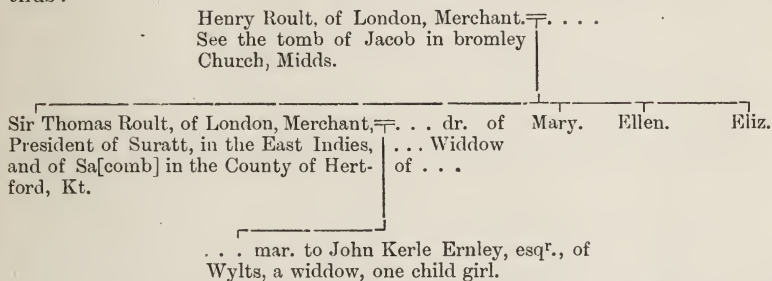 Henry Roult, of London, Merchant.=. . . .
See the tomb of Jacob in bromley
Church, Midds.
Sir Thomas Roult, of London, Merchant,=. . . dr. of Mary. Ellen. Eliz.
President of Suratt, in the East Indies, . . . Widdow
and of Sa[comb] in the County of Hert- of . . .
ford, Kt.
. . . mar. to John Kerle Ernley, esqʳ., of
Wylts, a widdow, one child girl.